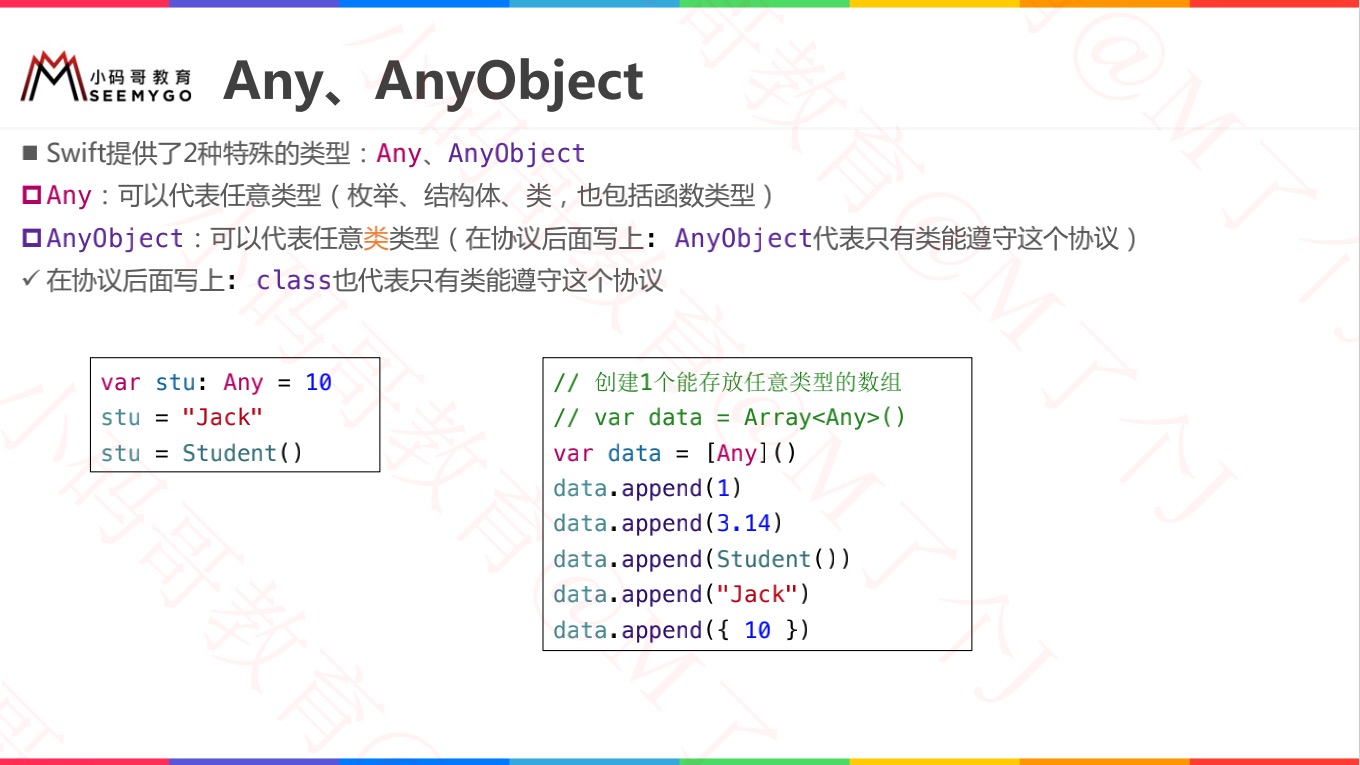 小码哥教育
SEEMYGO
Any、AnyObject
Swift提供了2种特殊的类型：Any、AnyObject
Any：可以代表任意类型（枚举、结构体、类，也包括函数类型）
AnyObject：可以代表任意类类型（在协议后面写上: AnyObject代表只有类能遵守这个协议）
在协议后面写上: class也代表只有类能遵守这个协议
var stu: Any = 10
stu = "Jack"
stu = Student()
// 创建1个能存放任意类型的数组
// var data = Array<Any>()
var data = [Any]()
data.append(1)
data.append(3.14)
data.append(Student())
data.append("Jack")
data.append({ 10 })